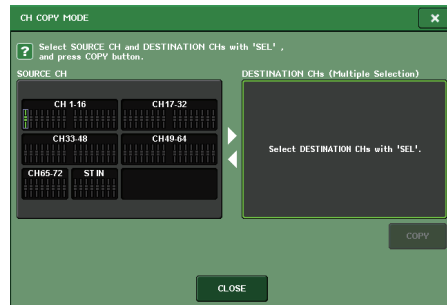 CH COPY MODE
Select SOURCE CH and DESTINATION CHs with 'SEL' ,
and press COPY button.
SOURCE CH
DESTINATION CHs (Multiple Selection)
CH 1-16
CH17-32
CH33-48
CH49-64
CH65-72
ST IN
Select DESTINATION CHs with 'SEL'.
COPY
CLOSE